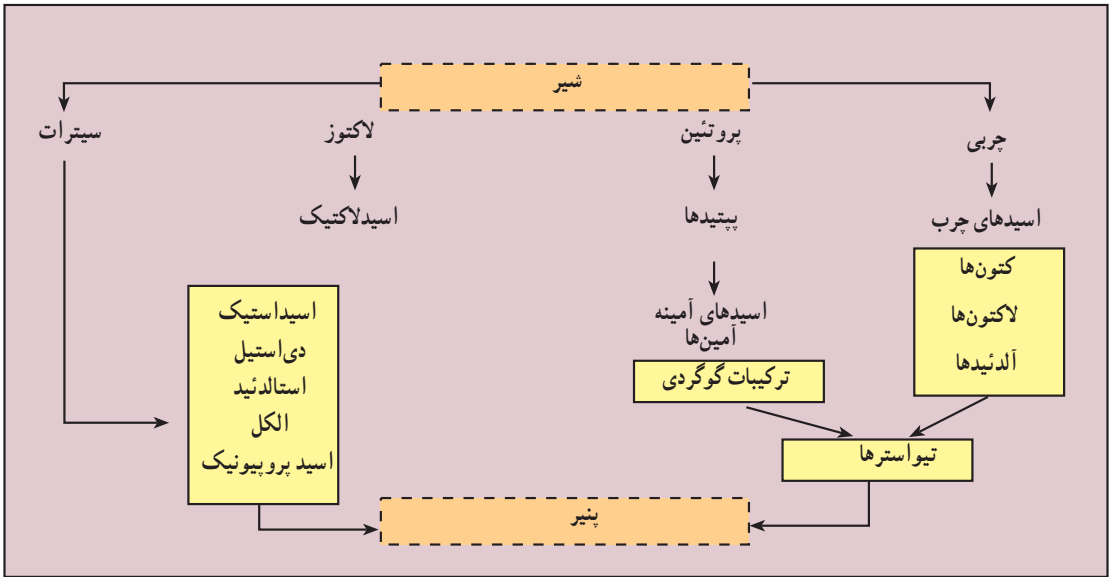 شیر
چربی
پروتئین
لاکتوز
سیترات
اسیدهای چرب
پپتیدها
اسیدلاکتیک
کتون‌ها
لاکتون‌ها
آلدئیدها
اسیدهای آمینه
آمین‌ها
ترکیبات گوگردی
اسیداستیک
دی‌استیل
استالدئید
الکل
اسید پروپیونیک
تیواسترها
پنیر